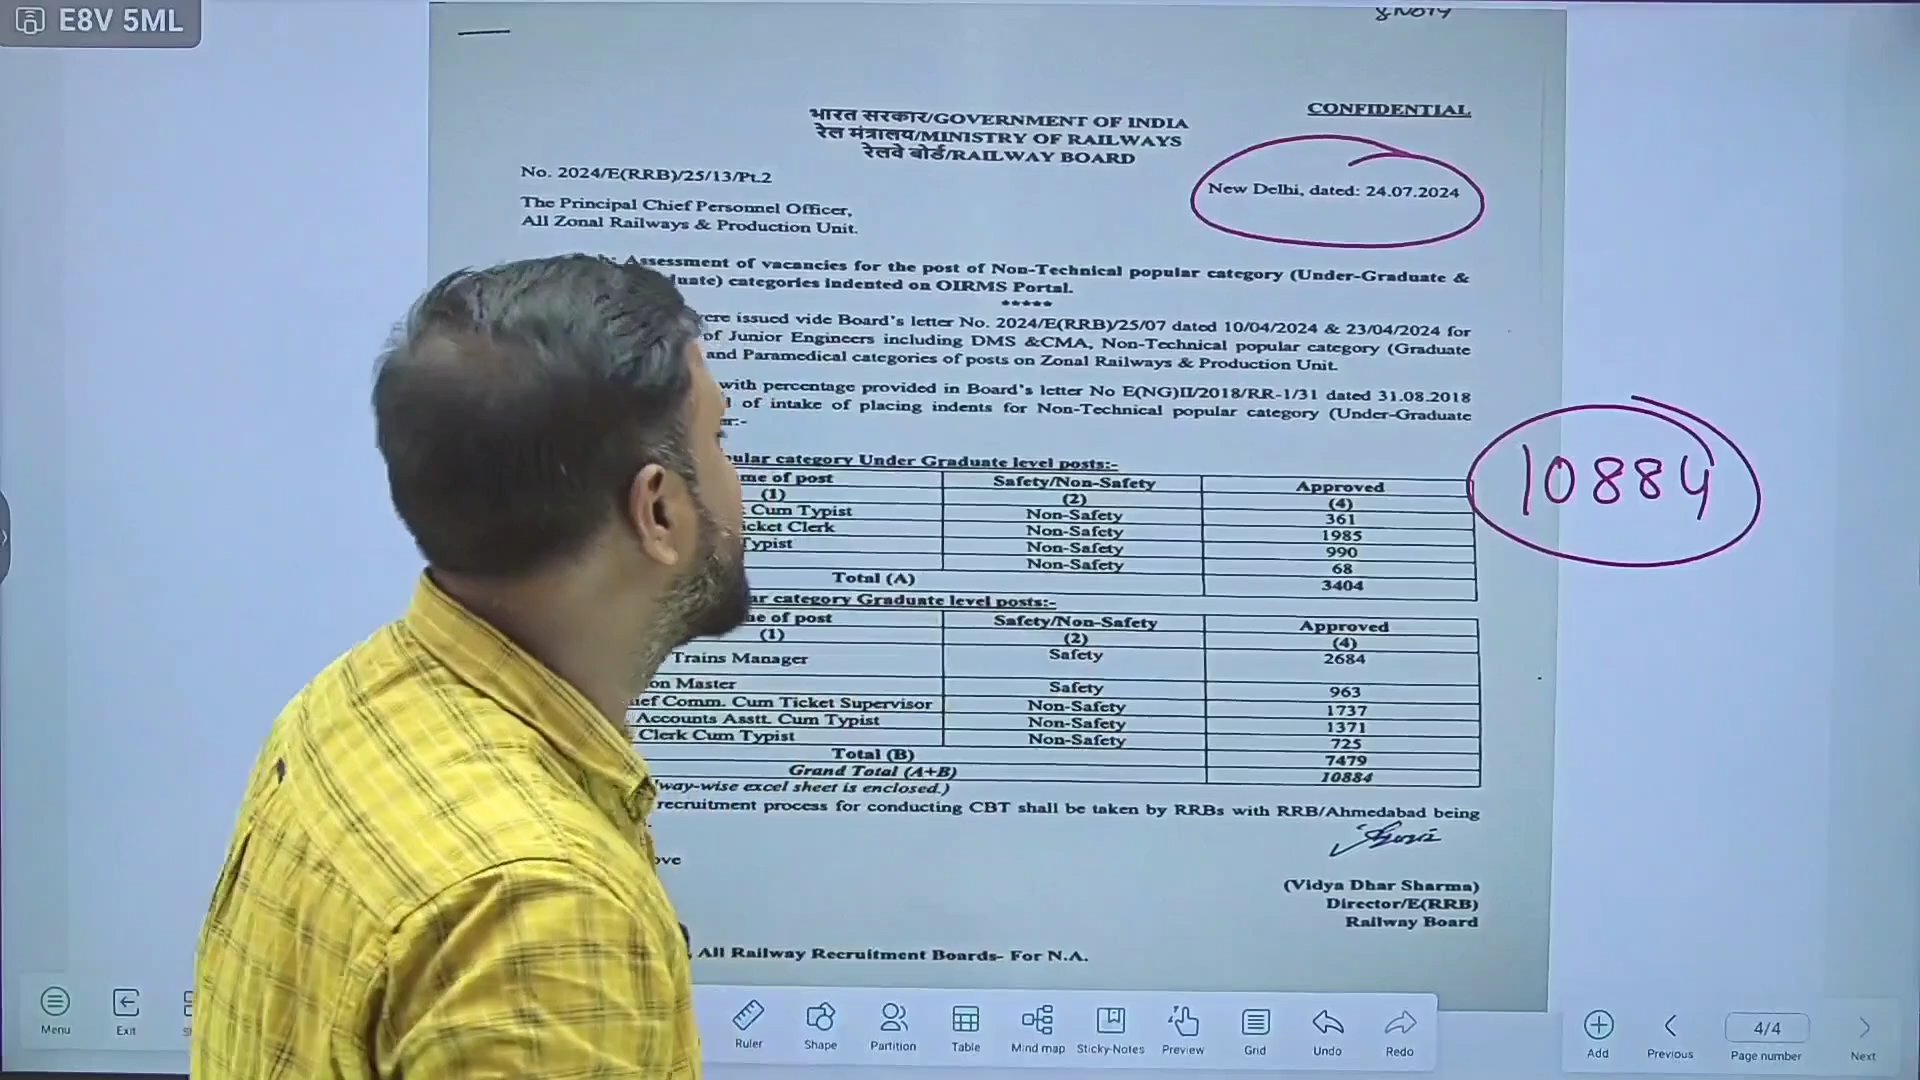 E8V 5ML
CONFIDENTIAL
भारत सरकार/GOVERNMENT OF INDIA
रेल मंत्रालय/MINISTRY OF RAILWAYS
रेलवे बोर्ड/RAILWAY BOARD
No. 2024/E(RRB)/25/13/Pt.2
New Delhi, dated: 24.07.2024
The Principal Chief Personnel Officer,
All Zonal Railways & Production Unit.
Assessment of vacancies for the post of Non-Technical popular category (Under-Graduate &
categories indented on OIRMS Portal.
*****
issued vide Board's letter No. 2024/E(RRB)/25/07 dated 10/04/2024 & 23/04/2024 for
of Junior Engineers including DMS &CMA, Non-Technical popular category (Graduate
and Paramedical categories of posts on Zonal Railways & Production Unit.
with percentage provided in Board's letter No E(NG)II/2018/RR-1/31 dated 31.08.2018
of intake of placing indents for Non-Technical popular category (Under-Graduate
10884
category Under Graduate level posts:-
of post Safety/Non-Safety Approved
(1) (2) (4)
Cum Typist Non-Safety 361
Clerk Non-Safety 1985
Typist Non-Safety 990
Non-Safety 68
Total (A) 3404
category Graduate level posts:-
of post Safety/Non-Safety Approved
(1) (2) (4)
Trains Manager Safety 2684
Master Safety 963
Comm. Cum Ticket Supervisor Non-Safety 1737
Accounts Asstt. Cum Typist Non-Safety 1371
Clerk Cum Typist Non-Safety 725
Total (B) 7479
Grand Total (A+B) 10884
excel sheet is enclosed.)
recruitment process for conducting CBT shall be taken by RRBs with RRB/Ahmedabad being
(Vidya Dhar Sharma)
Director/E(RRB)
Railway Board
All Railway Recruitment Boards- For N.A.
Menu Exit Ruler Shape Partition Table Mind map Sticky-Notes Preview Grid Undo Redo Add Previous 4/4 Page number Next